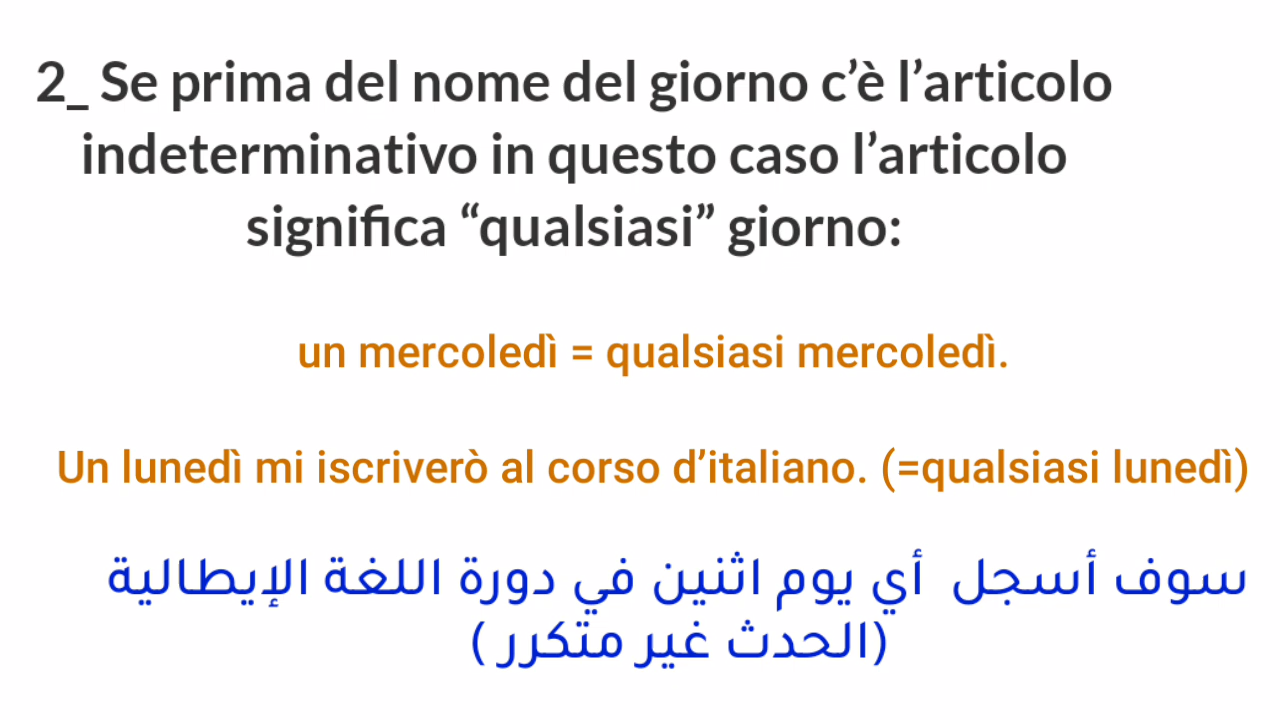 2_ Se prima del nome del giorno c’è l’articolo
indeterminativo in questo caso l’articolo
significa “qualsiasi” giorno:
un mercoledì = qualsiasi mercoledì.
Un lunedì mi iscriverò al corso d’italiano. (=qualsiasi lunedì)
سوف أسجل أي يوم اثنين في دورة اللغة الإيطالية
(الحدث غير متكرر )